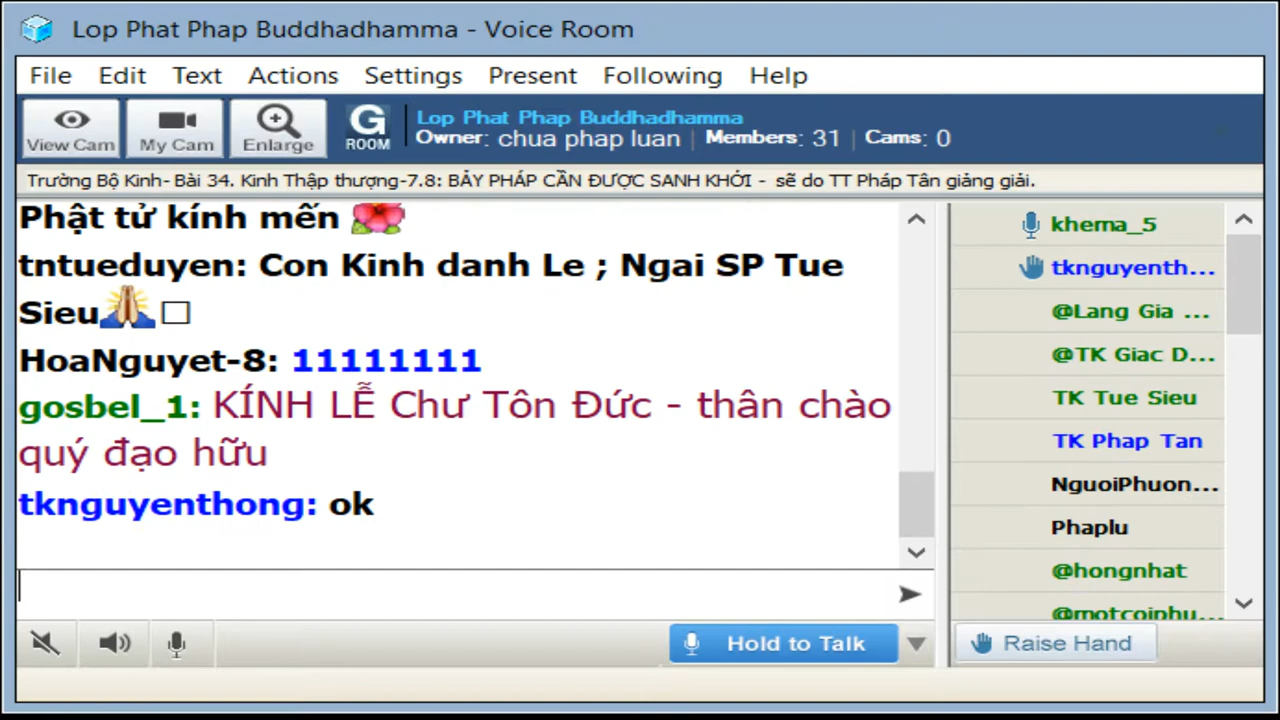 Lop Phat Phap Buddhadhamma - Voice Room
File Edit Text Actions Settings Present Following Help
View Cam My Cam Enlarge G ROOM
Lop Phat Phap Buddhadhamma
Owner: chua phap luan | Members: 31 | Cams: 0
Trường Bộ Kinh- Bài 34. Kinh Thập thượng-7.8: BẢY PHÁP CẦN ĐƯỢC SANH KHỞI - sẽ do TT Pháp Tân giảng giải.
Phật tử kính mến
tntueduyen: Con Kinh danh Le ; Ngai SP Tue
Sieu
HoaNguyet-8: 11111111
gosbel_1: KÍNH LỄ Chư Tôn Đức - thân chào
quý đạo hữu
tknguyenthong: ok
khema_5
tknguyenth...
@Lang Gia ...
@TK Giac D...
TK Tue Sieu
TK Phap Tan
NguoiPhuon...
Phaplu
@hongnhat
@motcoiphu...
Hold to Talk
Raise Hand